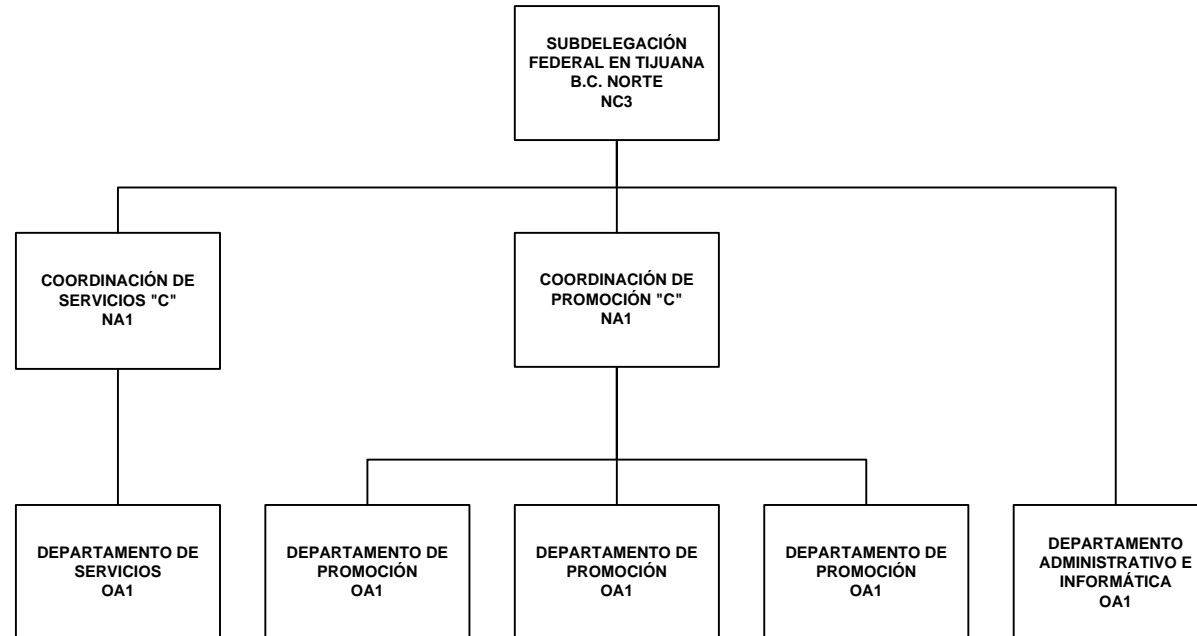 SUBDELEGACIÓN
FEDERAL EN TIJUANA
B.C. NORTE
NC3
COORDINACIÓN DE
SERVICIOS "C"
NA1
COORDINACIÓN DE
PROMOCIÓN "C"
NA1
DEPARTAMENTO DE
SERVICIOS
OA1
DEPARTAMENTO DE
PROMOCIÓN
OA1
DEPARTAMENTO DE
PROMOCIÓN
OA1
DEPARTAMENTO DE
PROMOCIÓN
OA1
DEPARTAMENTO
ADMINISTRATIVO E
INFORMÁTICA
OA1